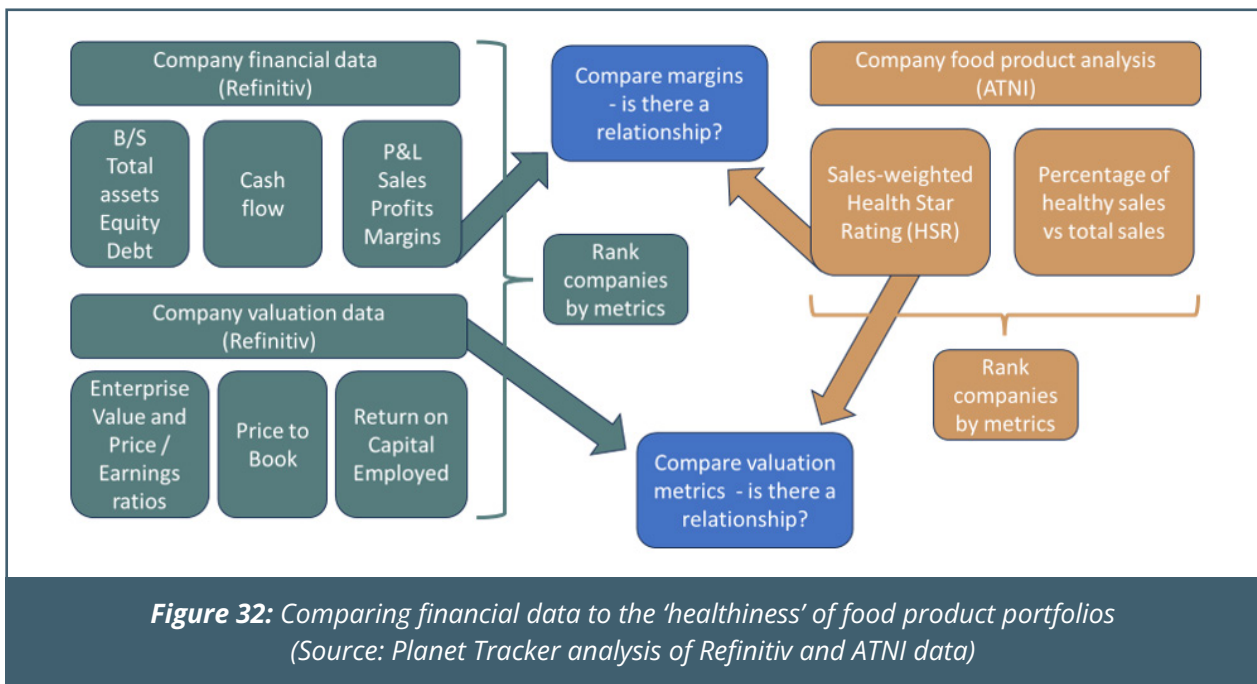 Company financial data
(Refinitiv)
B/S
Total
assets
Equity
Debt
Cash
flow
P&L
Sales
Profits
Margins
Company valuation data
(Refinitiv)
Enterprise
Value and
Price /
Earnings
ratios
Price to
Book
Return on
Capital
Employed
Rank
companies
by metrics
Compare margins
- is there a
relationship?
Compare valuation
metrics - is there a
relationship?
Company food product analysis
(ATNI)
Sales-weighted
Health Star
Rating (HSR)
Percentage of
healthy sales
vs total sales
Rank
companies
by metrics
Figure 32: Comparing financial data to the ‘healthiness’ of food product portfolios
(Source: Planet Tracker analysis of Refinitiv and ATNI data)